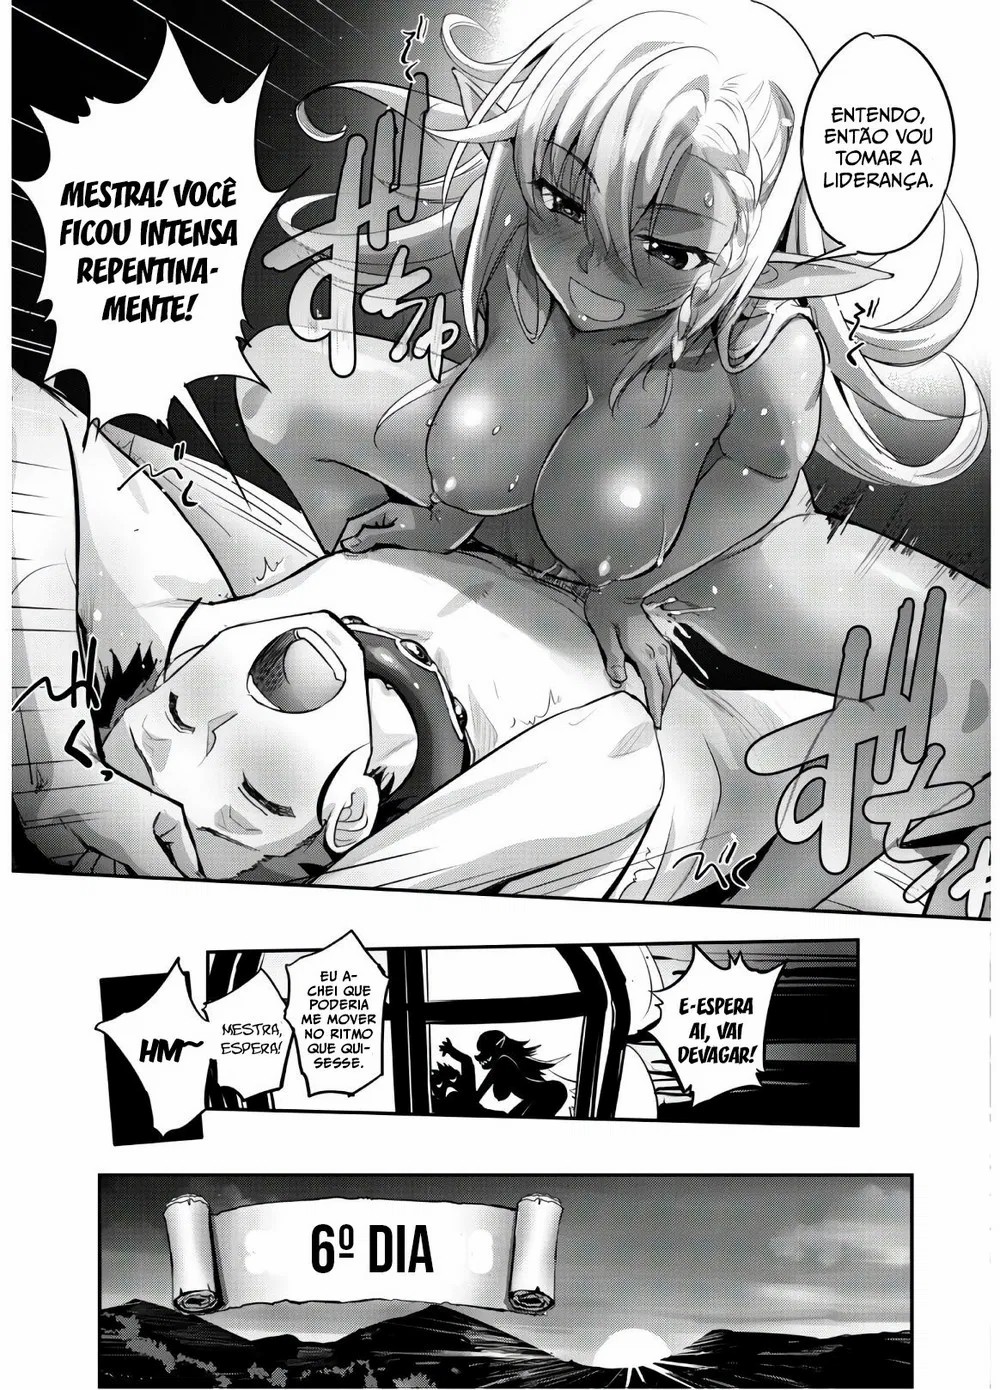 ENTENDO,
ENTÃO VOU
TOMAR A
LIDERANÇA.
MESTRA! VOCÊ
FICOU INTENSA
REPENTINA-
MENTE!
E-ESPERA
AI, VAI
DEVAGAR!
EU A-
CHEI QUE
PODERIA
ME MOVER
NO RITMO
QUE QUI-
SESSE.
MESTRA,
ESPERA!
HM~
6º DIA